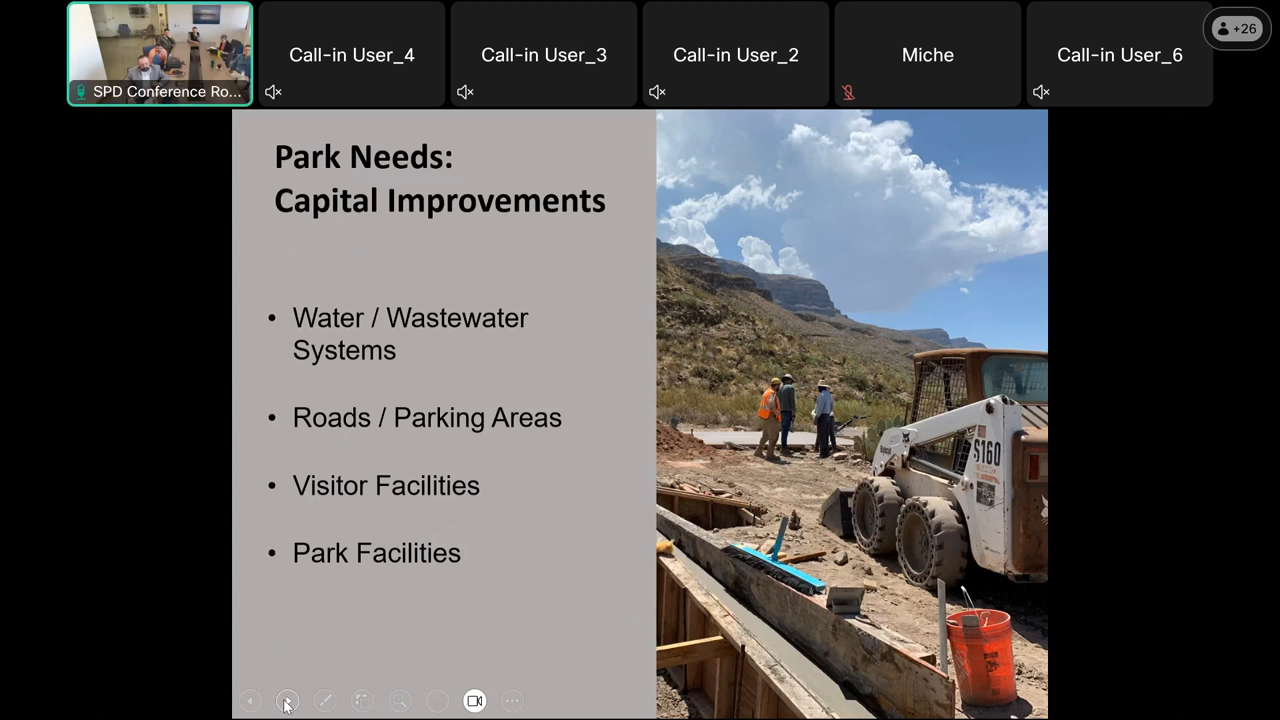 SPD Conference Ro...
Call-in User_4
Call-in User_3
Call-in User_2
Miche
Call-in User_6
+26
Park Needs:
Capital Improvements
• Water / Wastewater
Systems
• Roads / Parking Areas
• Visitor Facilities
• Park Facilities
S160